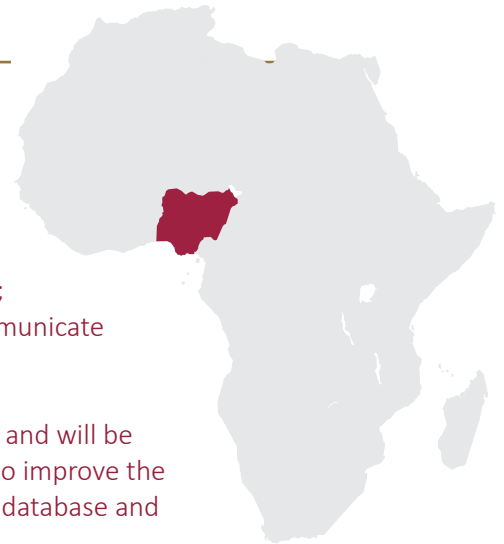 ;
municate
and will be
o improve the
database and